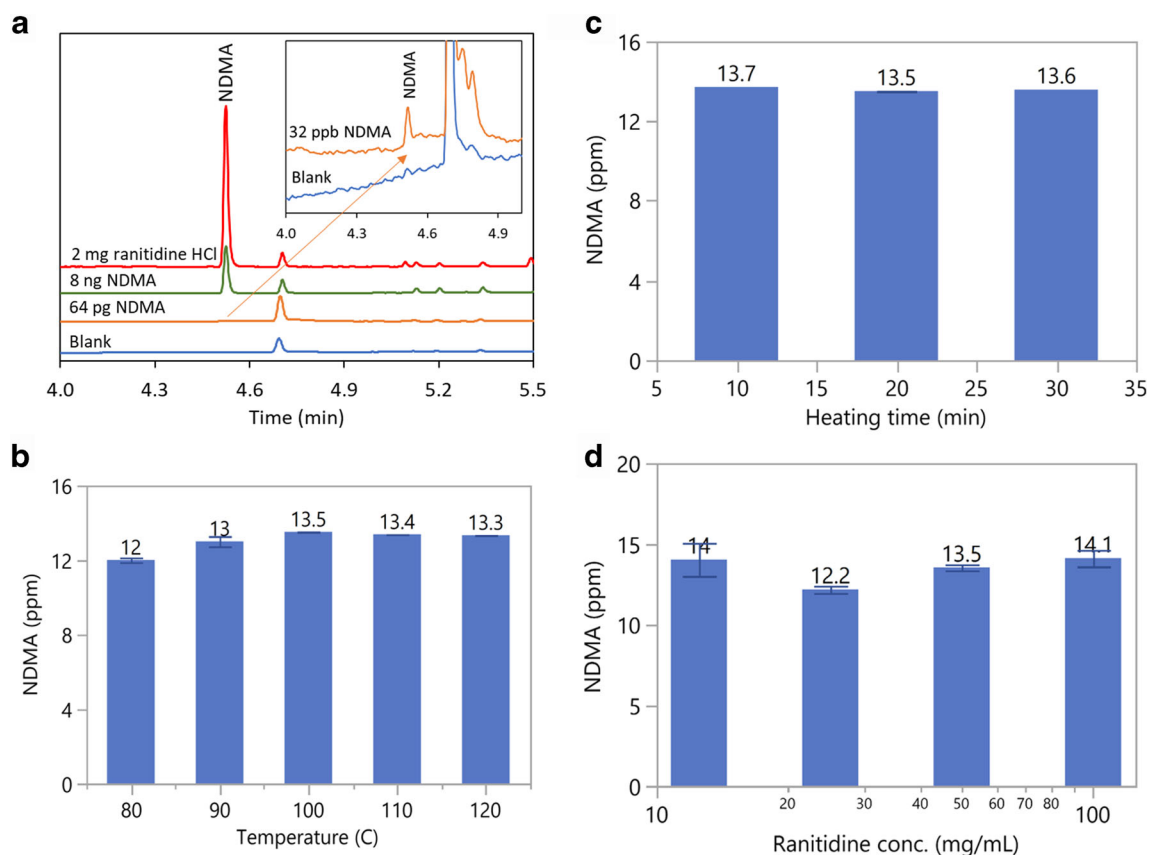 a
NDMA
NDMA
32 ppb NDMA
Blank
4.0 4.3 4.6 4.9
2 mg ranitidine HCl
8 ng NDMA
64 pg NDMA
Blank
4.0 4.3 4.6 4.9 5.2 5.5
Time (min)
c
16
12
8
4
0
NDMA (ppm)
13.7 13.5 13.6
5 10 15 20 25 30 35
Heating time (min)
b
16
12
8
4
0
NDMA (ppm)
12 13 13.5 13.4 13.3
80 90 100 110 120
Temperature (C)
d
20
15
10
5
0
NDMA (ppm)
14 12.2 13.5 14.1
10 20 30 40 50 60 70 80 100
Ranitidine conc. (mg/mL)